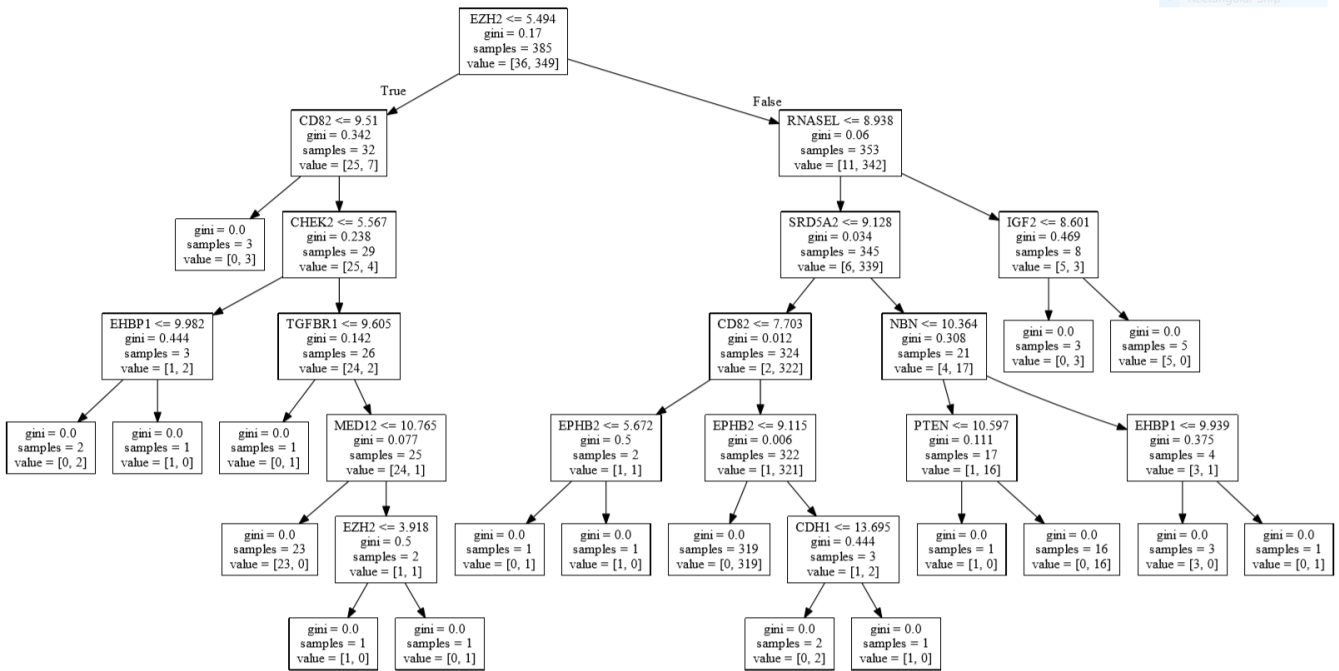 Rectangular Snip
EZH2 <= 5.494
gini = 0.17
samples = 385
value = [36, 349]
True
False
CD82 <= 9.51
gini = 0.342
samples = 32
value = [25, 7]
RNASEL <= 8.938
gini = 0.06
samples = 353
value = [11, 342]
gini = 0.0
samples = 3
value = [0, 3]
CHEK2 <= 5.567
gini = 0.238
samples = 29
value = [25, 4]
SRD5A2 <= 9.128
gini = 0.034
samples = 345
value = [6, 339]
IGF2 <= 8.601
gini = 0.469
samples = 8
value = [5, 3]
EHBP1 <= 9.982
gini = 0.444
samples = 3
value = [1, 2]
TGFBR1 <= 9.605
gini = 0.142
samples = 26
value = [24, 2]
CD82 <= 7.703
gini = 0.012
samples = 324
value = [2, 322]
NBN <= 10.364
gini = 0.308
samples = 21
value = [4, 17]
gini = 0.0
samples = 3
value = [0, 3]
gini = 0.0
samples = 5
value = [5, 0]
gini = 0.0
samples = 2
value = [0, 2]
gini = 0.0
samples = 1
value = [1, 0]
gini = 0.0
samples = 1
value = [0, 1]
MED12 <= 10.765
gini = 0.077
samples = 25
value = [24, 1]
EPHB2 <= 5.672
gini = 0.5
samples = 2
value = [1, 1]
EPHB2 <= 9.115
gini = 0.006
samples = 322
value = [1, 321]
PTEN <= 10.597
gini = 0.111
samples = 17
value = [1, 16]
EHBP1 <= 9.939
gini = 0.375
samples = 4
value = [3, 1]
gini = 0.0
samples = 23
value = [23, 0]
EZH2 <= 3.918
gini = 0.5
samples = 2
value = [1, 1]
gini = 0.0
samples = 1
value = [0, 1]
gini = 0.0
samples = 1
value = [1, 0]
gini = 0.0
samples = 319
value = [0, 319]
CDH1 <= 13.695
gini = 0.444
samples = 3
value = [1, 2]
gini = 0.0
samples = 1
value = [1, 0]
gini = 0.0
samples = 16
value = [0, 16]
gini = 0.0
samples = 3
value = [3, 0]
gini = 0.0
samples = 1
value = [0, 1]
gini = 0.0
samples = 1
value = [1, 0]
gini = 0.0
samples = 1
value = [0, 1]
gini = 0.0
samples = 2
value = [0, 2]
gini = 0.0
samples = 1
value = [1, 0]